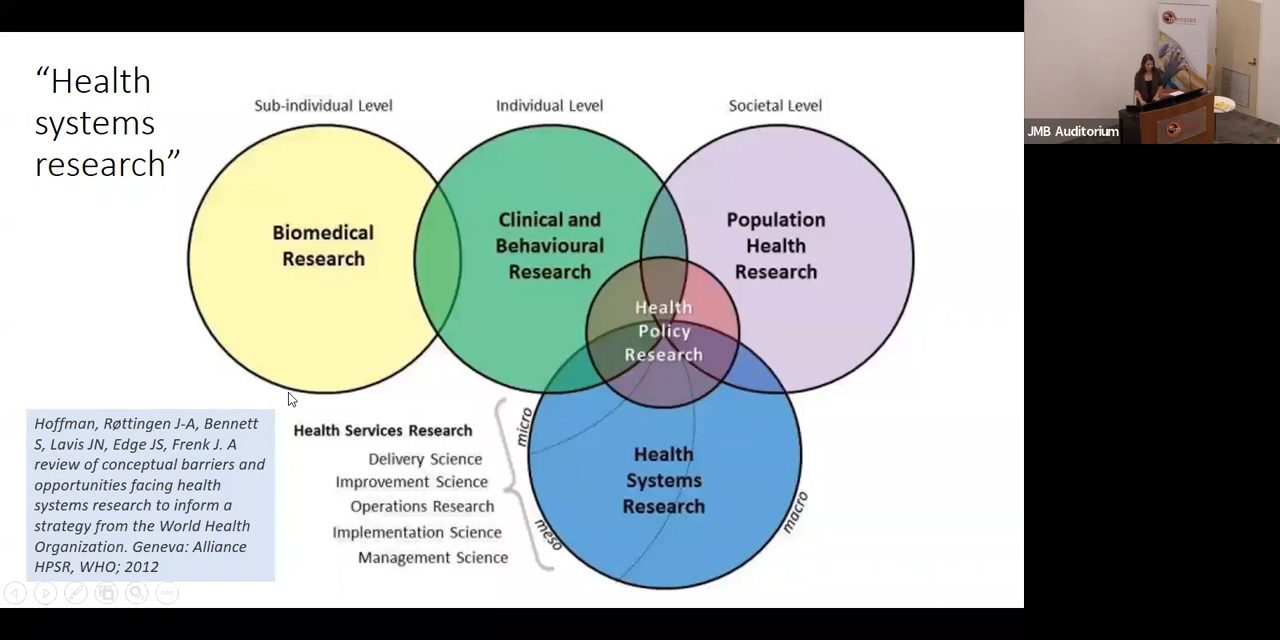 “Health
systems
research”
Sub-individual Level
Individual Level
Societal Level
Biomedical
Research
Clinical and
Behavioural
Research
Population
Health
Research
Health
Policy
Research
Health
Systems
Research
micro
meso
macro
Health Services Research
Delivery Science
Improvement Science
Operations Research
Implementation Science
Management Science
Hoffman, Røttingen J-A, Bennett
S, Lavis JN, Edge JS, Frenk J. A
review of conceptual barriers and
opportunities facing health
systems research to inform a
strategy from the World Health
Organization. Geneva: Alliance
HPSR, WHO; 2012
JMB Auditorium